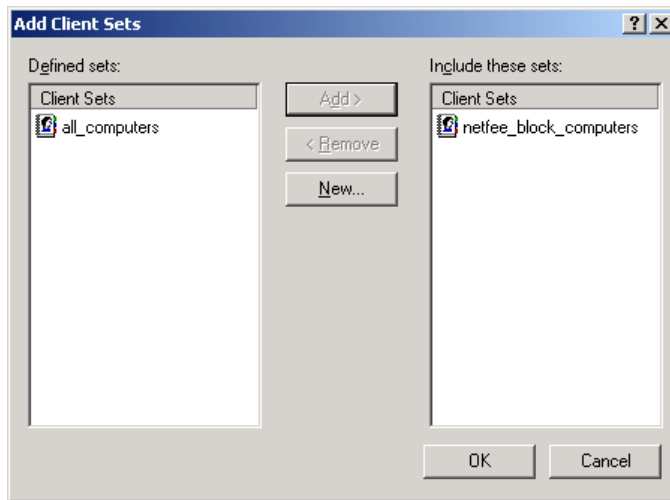 Add Client Sets
Defined sets:
Client Sets
all_computers
Add >
< Remove
New...
Include these sets:
Client Sets
netfee_block_computers
OK
Cancel